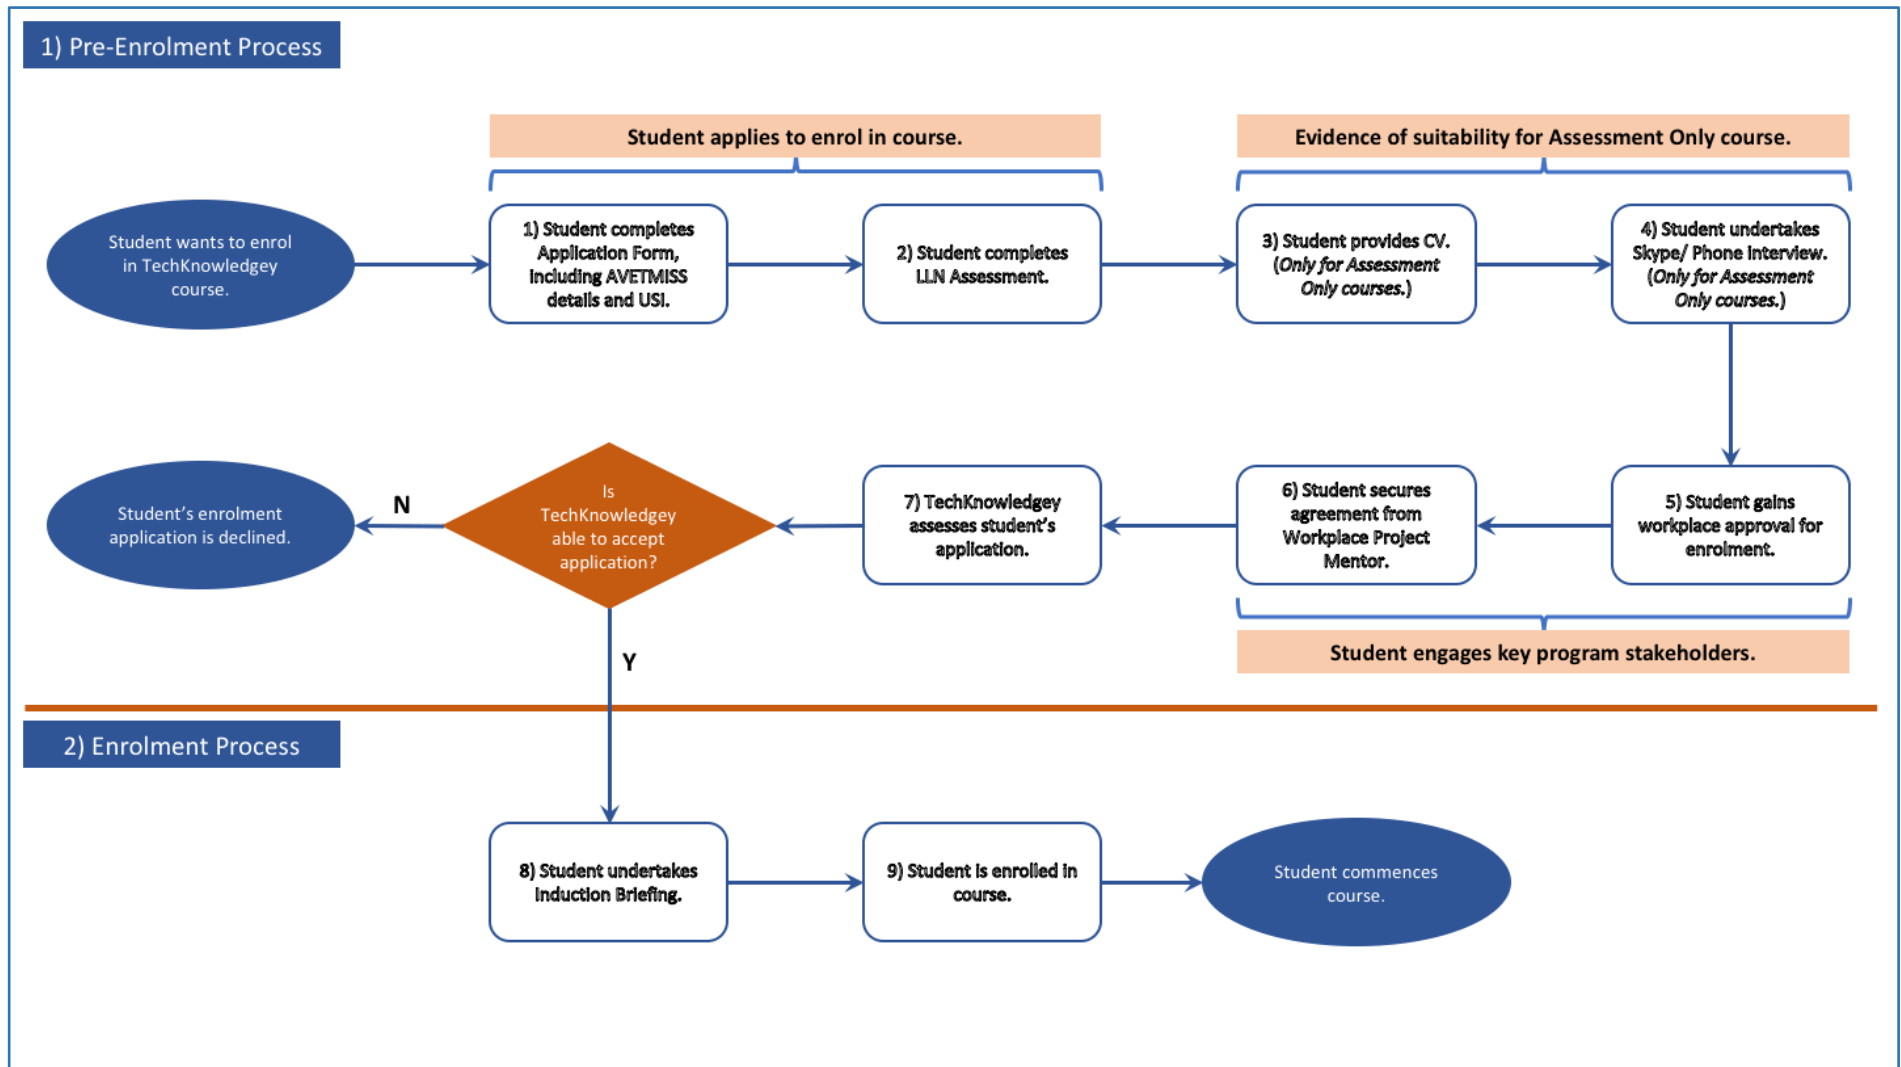 1) Pre-Enrolment Process
Student applies to enrol in course.
Evidence of suitability for Assessment Only course.
Student wants to enrol
in TechKnowledgey
course.
1) Student completes
Application Form,
including AVETMISS
details and USI.
2) Student completes
LLN Assessment.
3) Student provides CV.
(Only for Assessment
Only courses.)
4) Student undertakes
Skype/ Phone interview.
(Only for Assessment
Only courses.)
5) Student gains
workplace approval for
enrolment.
6) Student secures
agreement from
Workplace Project
Mentor.
Student engages key program stakeholders.
7) TechKnowledgey
assesses student’s
application.
Is
TechKnowledgey
able to accept
application?
N
Student’s enrolment
application is declined.
Y
2) Enrolment Process
8) Student undertakes
Induction Briefing.
9) Student is enrolled in
course.
Student commences
course.